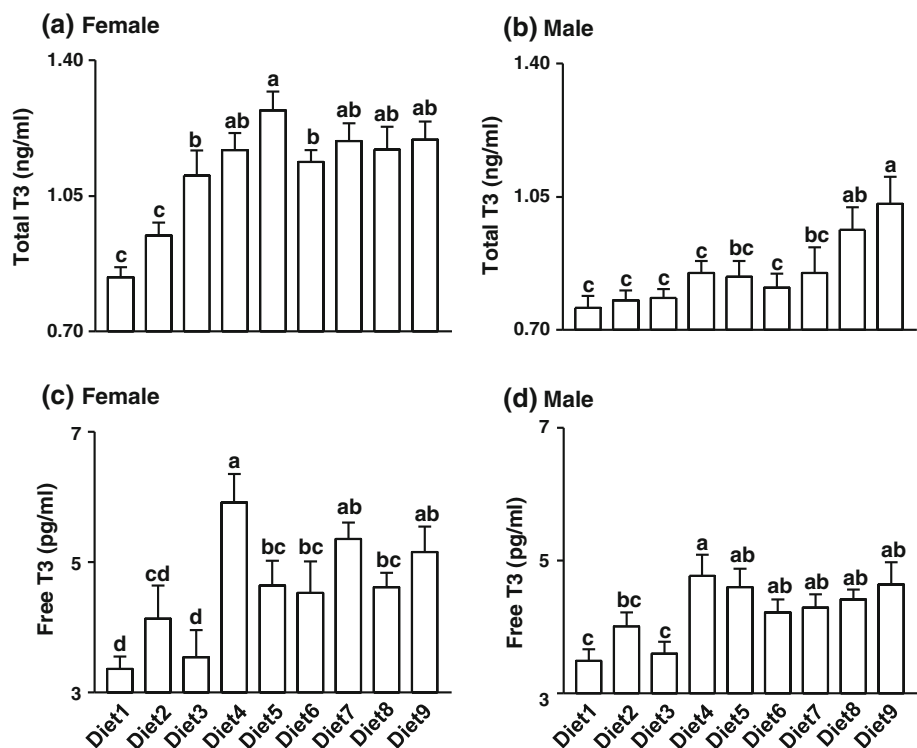 (a) Female
Total T3 (ng/ml)
1.40
1.05
0.70
c
c
b
ab
a
b
ab
ab
ab
(b) Male
Total T3 (ng/ml)
1.40
1.05
0.70
c
c
c
c
bc
c
bc
ab
a
(c) Female
Free T3 (pg/ml)
7
5
3
d
cd
d
a
bc
bc
ab
bc
ab
Diet1
Diet2
Diet3
Diet4
Diet5
Diet6
Diet7
Diet8
Diet9
(d) Male
Free T3 (pg/ml)
7
5
3
c
bc
c
a
ab
ab
ab
ab
ab
Diet1
Diet2
Diet3
Diet4
Diet5
Diet6
Diet7
Diet8
Diet9